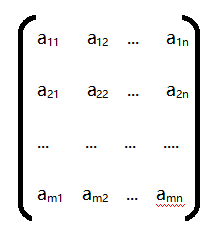 a₁₁ a₁₂ ... a₁ₙ
a₂₁ a₂₂ ... a₂ₙ
... ... ... ....
aₘ₁ aₘ₂ ... aₘₙ